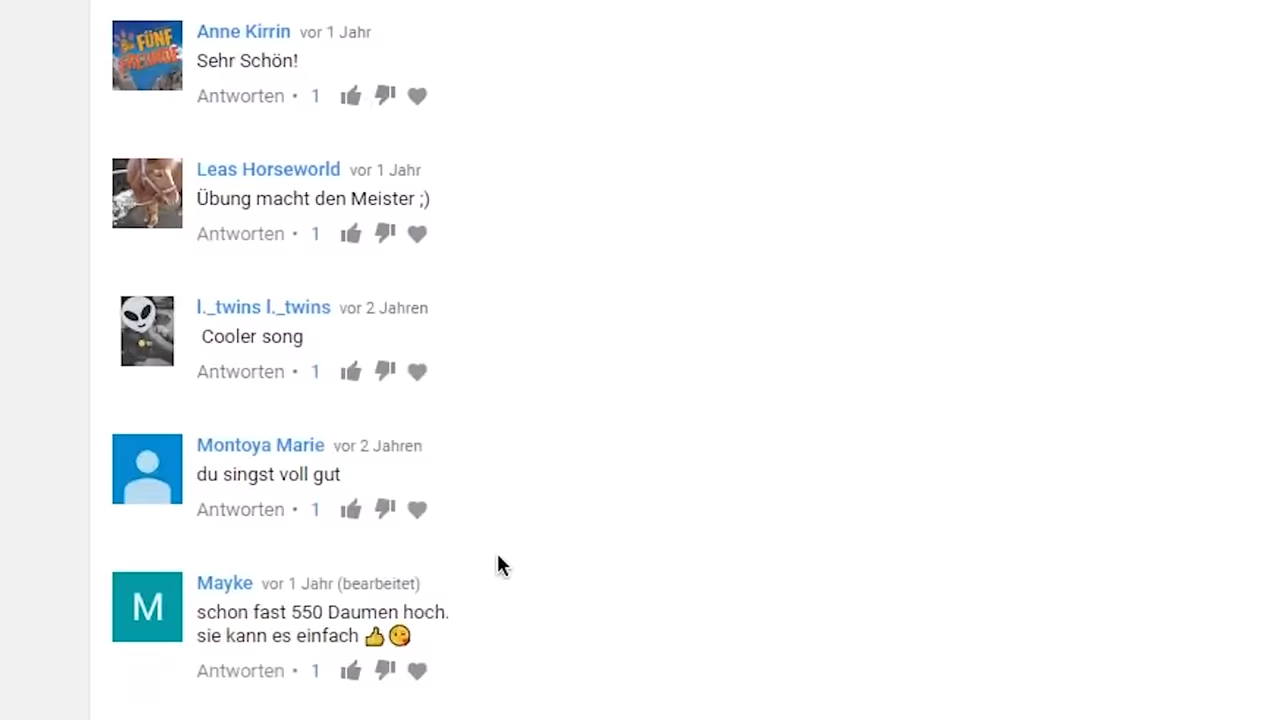 FÜNF
FREUNDE
Anne Kirrin vor 1 Jahr
Sehr Schön!
Antworten • 1
Leas Horseworld vor 1 Jahr
Übung macht den Meister ;)
Antworten • 1
l._twins l._twins vor 2 Jahren
Cooler song
Antworten • 1
Montoya Marie vor 2 Jahren
du singst voll gut
Antworten • 1
M
Mayke vor 1 Jahr (bearbeitet)
schon fast 550 Daumen hoch.
sie kann es einfach 👍😘
Antworten • 1